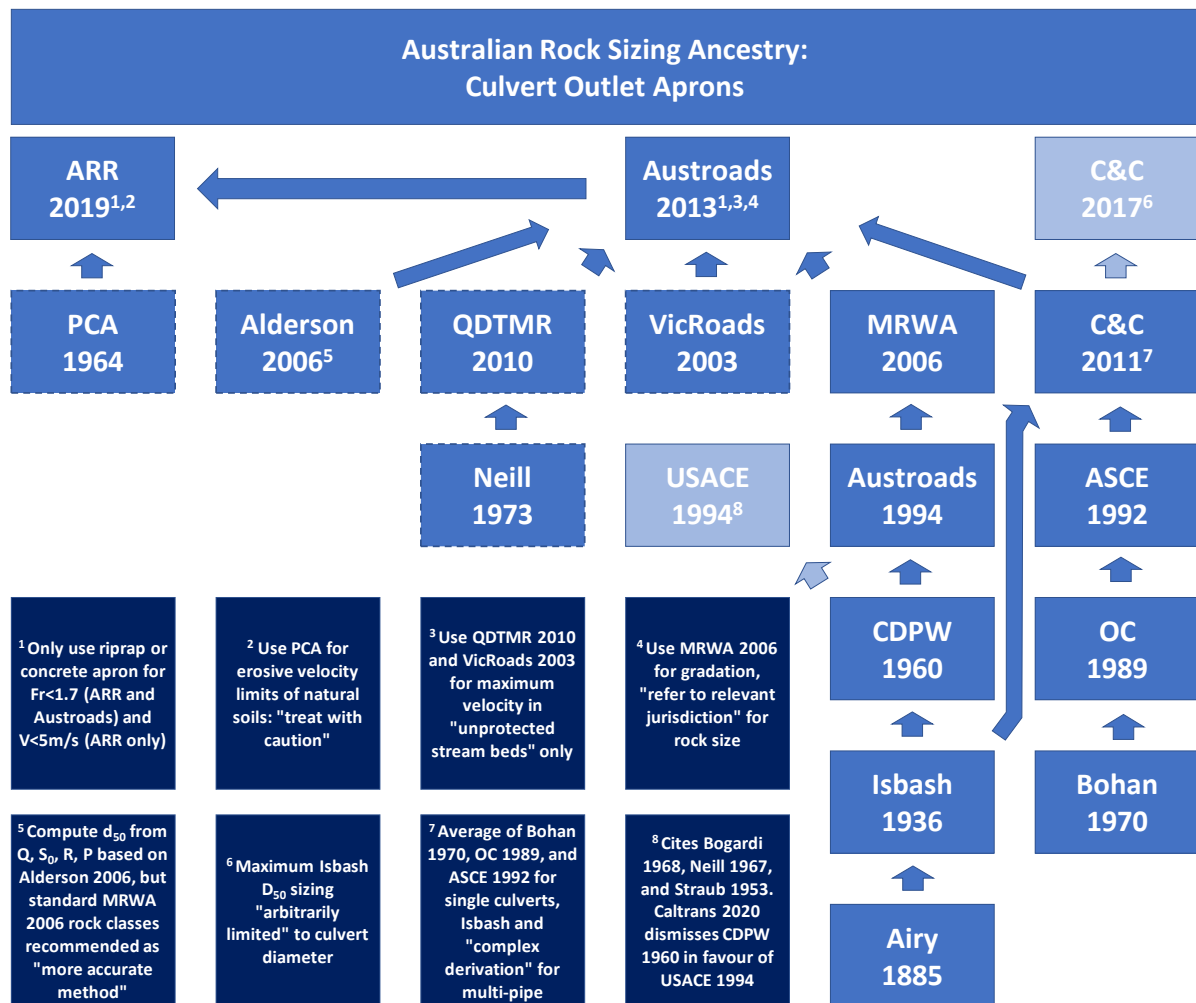 Australian Rock Sizing Ancestry:
Culvert Outlet Aprons
ARR
2019¹,²
Austroads
2013¹,³,⁴
C&C
2017⁶
PCA
1964
Alderson
2006⁵
QDTMR
2010
VicRoads
2003
MRWA
2006
C&C
2011⁷
Neill
1973
USACE
1994⁸
Austroads
1994
ASCE
1992
¹ Only use riprap or
concrete apron for
Fr<1.7 (ARR and
Austroads) and
V<5m/s (ARR only)
² Use PCA for
erosive velocity
limits of natural
soils: "treat with
caution"
³ Use QDTMR 2010
and VicRoads 2003
for maximum
velocity in
"unprotected
stream beds" only
⁴ Use MRWA 2006
for gradation,
"refer to relevant
jurisdiction" for
rock size
CDPW
1960
OC
1989
Isbash
1936
Bohan
1970
⁵ Compute d₅₀ from
Q, S₀, R, P based on
Alderson 2006, but
standard MRWA
2006 rock classes
recommended as
"more accurate
method"
⁶ Maximum Isbash
D₅₀ sizing
"arbitrarily
limited" to culvert
diameter
⁷ Average of Bohan
1970, OC 1989, and
ASCE 1992 for
single culverts,
Isbash and
"complex
derivation" for
multi-pipe
⁸ Cites Bogardi
1968, Neill 1967,
and Straub 1953.
Caltrans 2020
dismisses CDPW
1960 in favour of
USACE 1994
Airy
1885